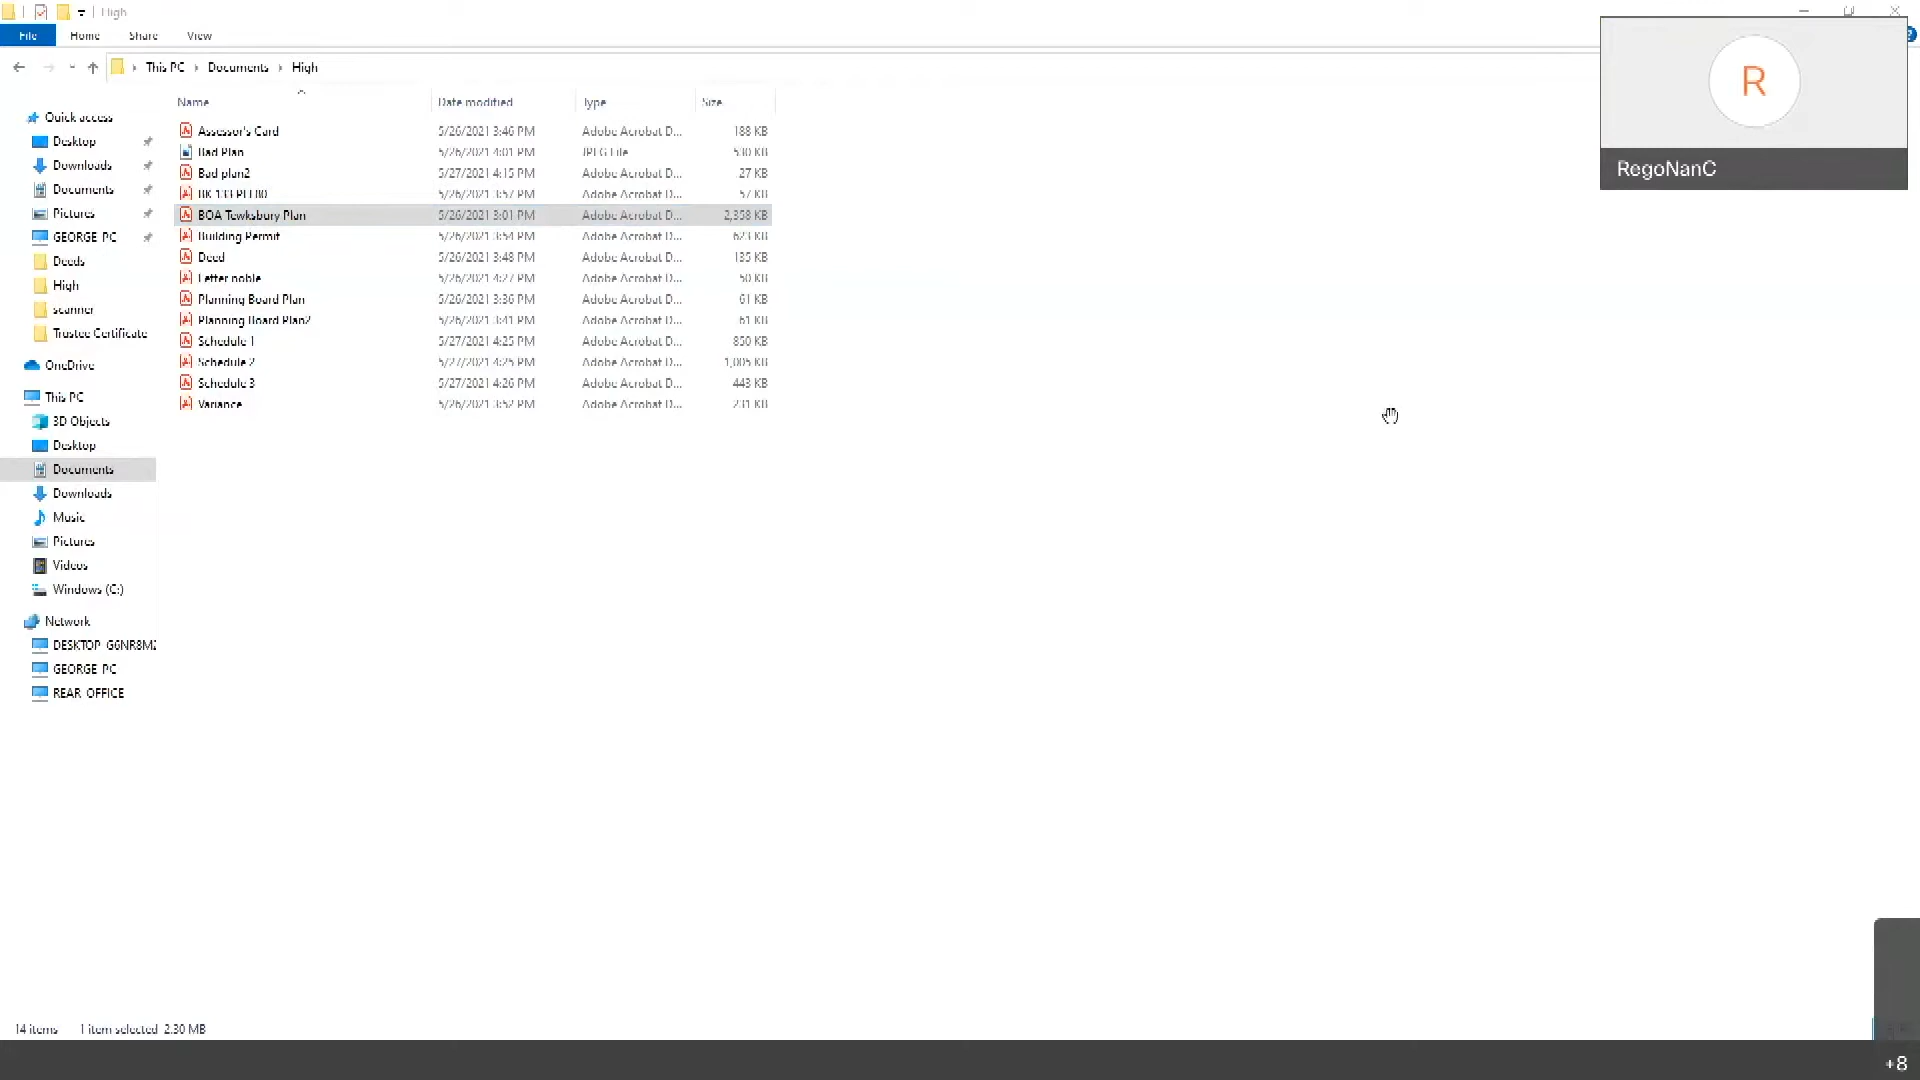 High
File Home Share View
This PC Documents High
R
RegoNanC
Name Date modified Type Size
Quick access
Desktop
Downloads
Documents
Pictures
GEORGE PC
Deeds
High
scanner
Trustee Certificate
OneDrive
This PC
3D Objects
Desktop
Documents
Downloads
Music
Pictures
Videos
Windows (C:)
Network
DESKTOP G6NR8M2
GEORGE PC
REAR OFFICE
Assessor's Card 5/26/2021 3:46 PM Adobe Acrobat D... 188 KB
Bad Plan 5/26/2021 4:01 PM JPEG File 530 KB
Bad plan2 5/27/2021 4:15 PM Adobe Acrobat D... 27 KB
BK 133 PL 80 5/26/2021 3:57 PM Adobe Acrobat D... 57 KB
BOA Tewksbury Plan 5/26/2021 3:01 PM Adobe Acrobat D... 2,358 KB
Building Permit 5/26/2021 3:54 PM Adobe Acrobat D... 623 KB
Deed 5/26/2021 3:48 PM Adobe Acrobat D... 135 KB
Letter noble 5/26/2021 4:27 PM Adobe Acrobat D... 50 KB
Planning Board Plan 5/26/2021 3:36 PM Adobe Acrobat D... 61 KB
Planning Board Plan2 5/26/2021 3:41 PM Adobe Acrobat D... 61 KB
Schedule 1 5/27/2021 4:25 PM Adobe Acrobat D... 850 KB
Schedule 2 5/27/2021 4:25 PM Adobe Acrobat D... 1,005 KB
Schedule 3 5/27/2021 4:26 PM Adobe Acrobat D... 443 KB
Variance 5/26/2021 3:52 PM Adobe Acrobat D... 231 KB
14 items 1 item selected 2.30 MB
+8